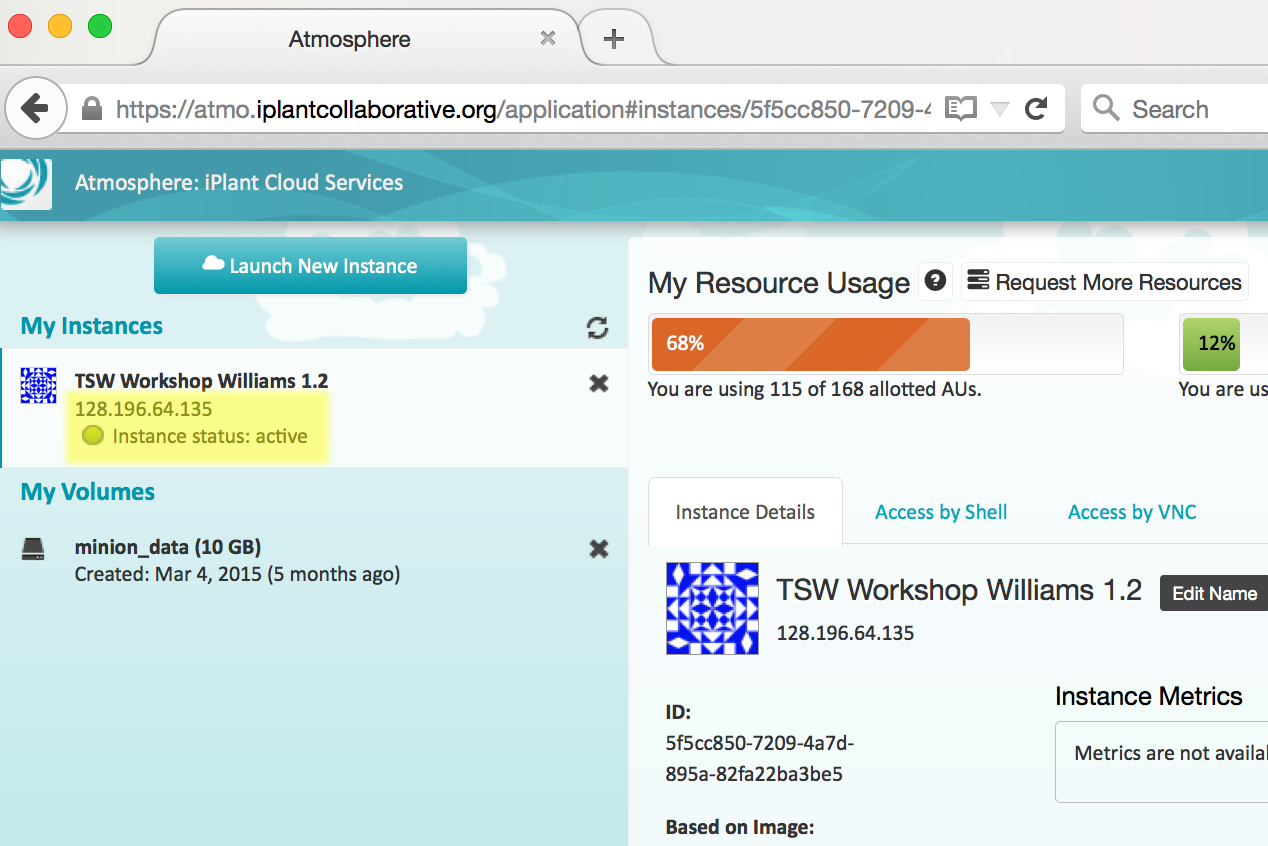 Atmosphere
https://atmo.iplantcollaborative.org/application#instances/5f5cc850-7209-4
Search
Atmosphere: iPlant Cloud Services
Launch New Instance
My Instances
TSW Workshop Williams 1.2
128.196.64.135
Instance status: active
My Volumes
minion_data (10 GB)
Created: Mar 4, 2015 (5 months ago)
My Resource Usage ? Request More Resources
68%
You are using 115 of 168 allotted AUs.
12%
You are us
Instance Details Access by Shell Access by VNC
TSW Workshop Williams 1.2 Edit Name
128.196.64.135
ID:
5f5cc850-7209-4a7d-
895a-82fa22ba3be5
Based on Image:
Instance Metrics
Metrics are not availal